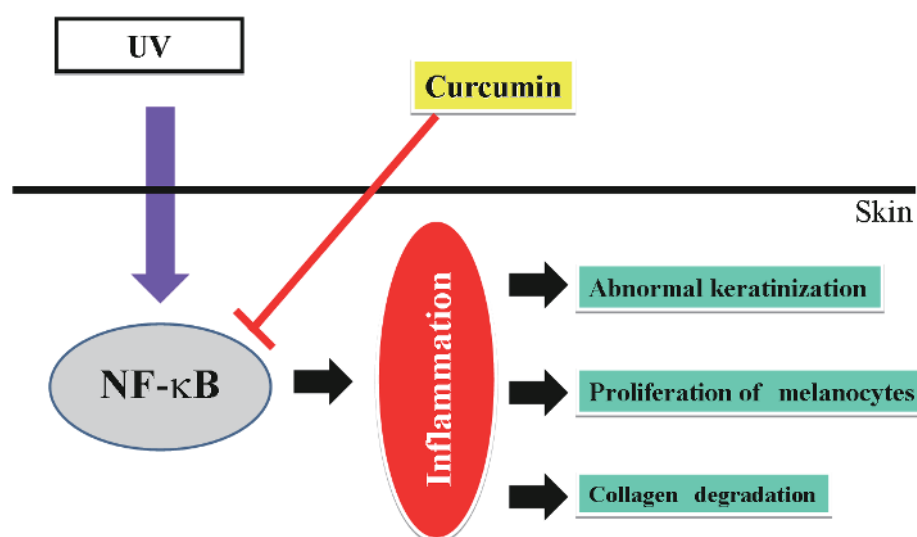 UV
Curcumin
Skin
NF-κB
Inflammation
Abnormal keratinization
Proliferation of melanocytes
Collagen degradation